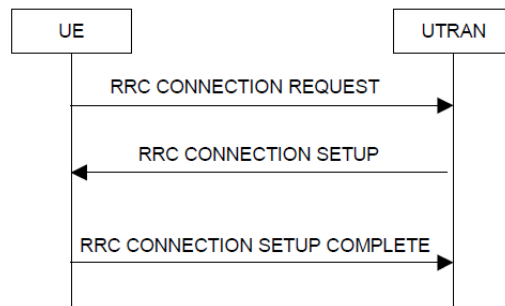 UE
UTRAN
RRC CONNECTION REQUEST
RRC CONNECTION SETUP
RRC CONNECTION SETUP COMPLETE